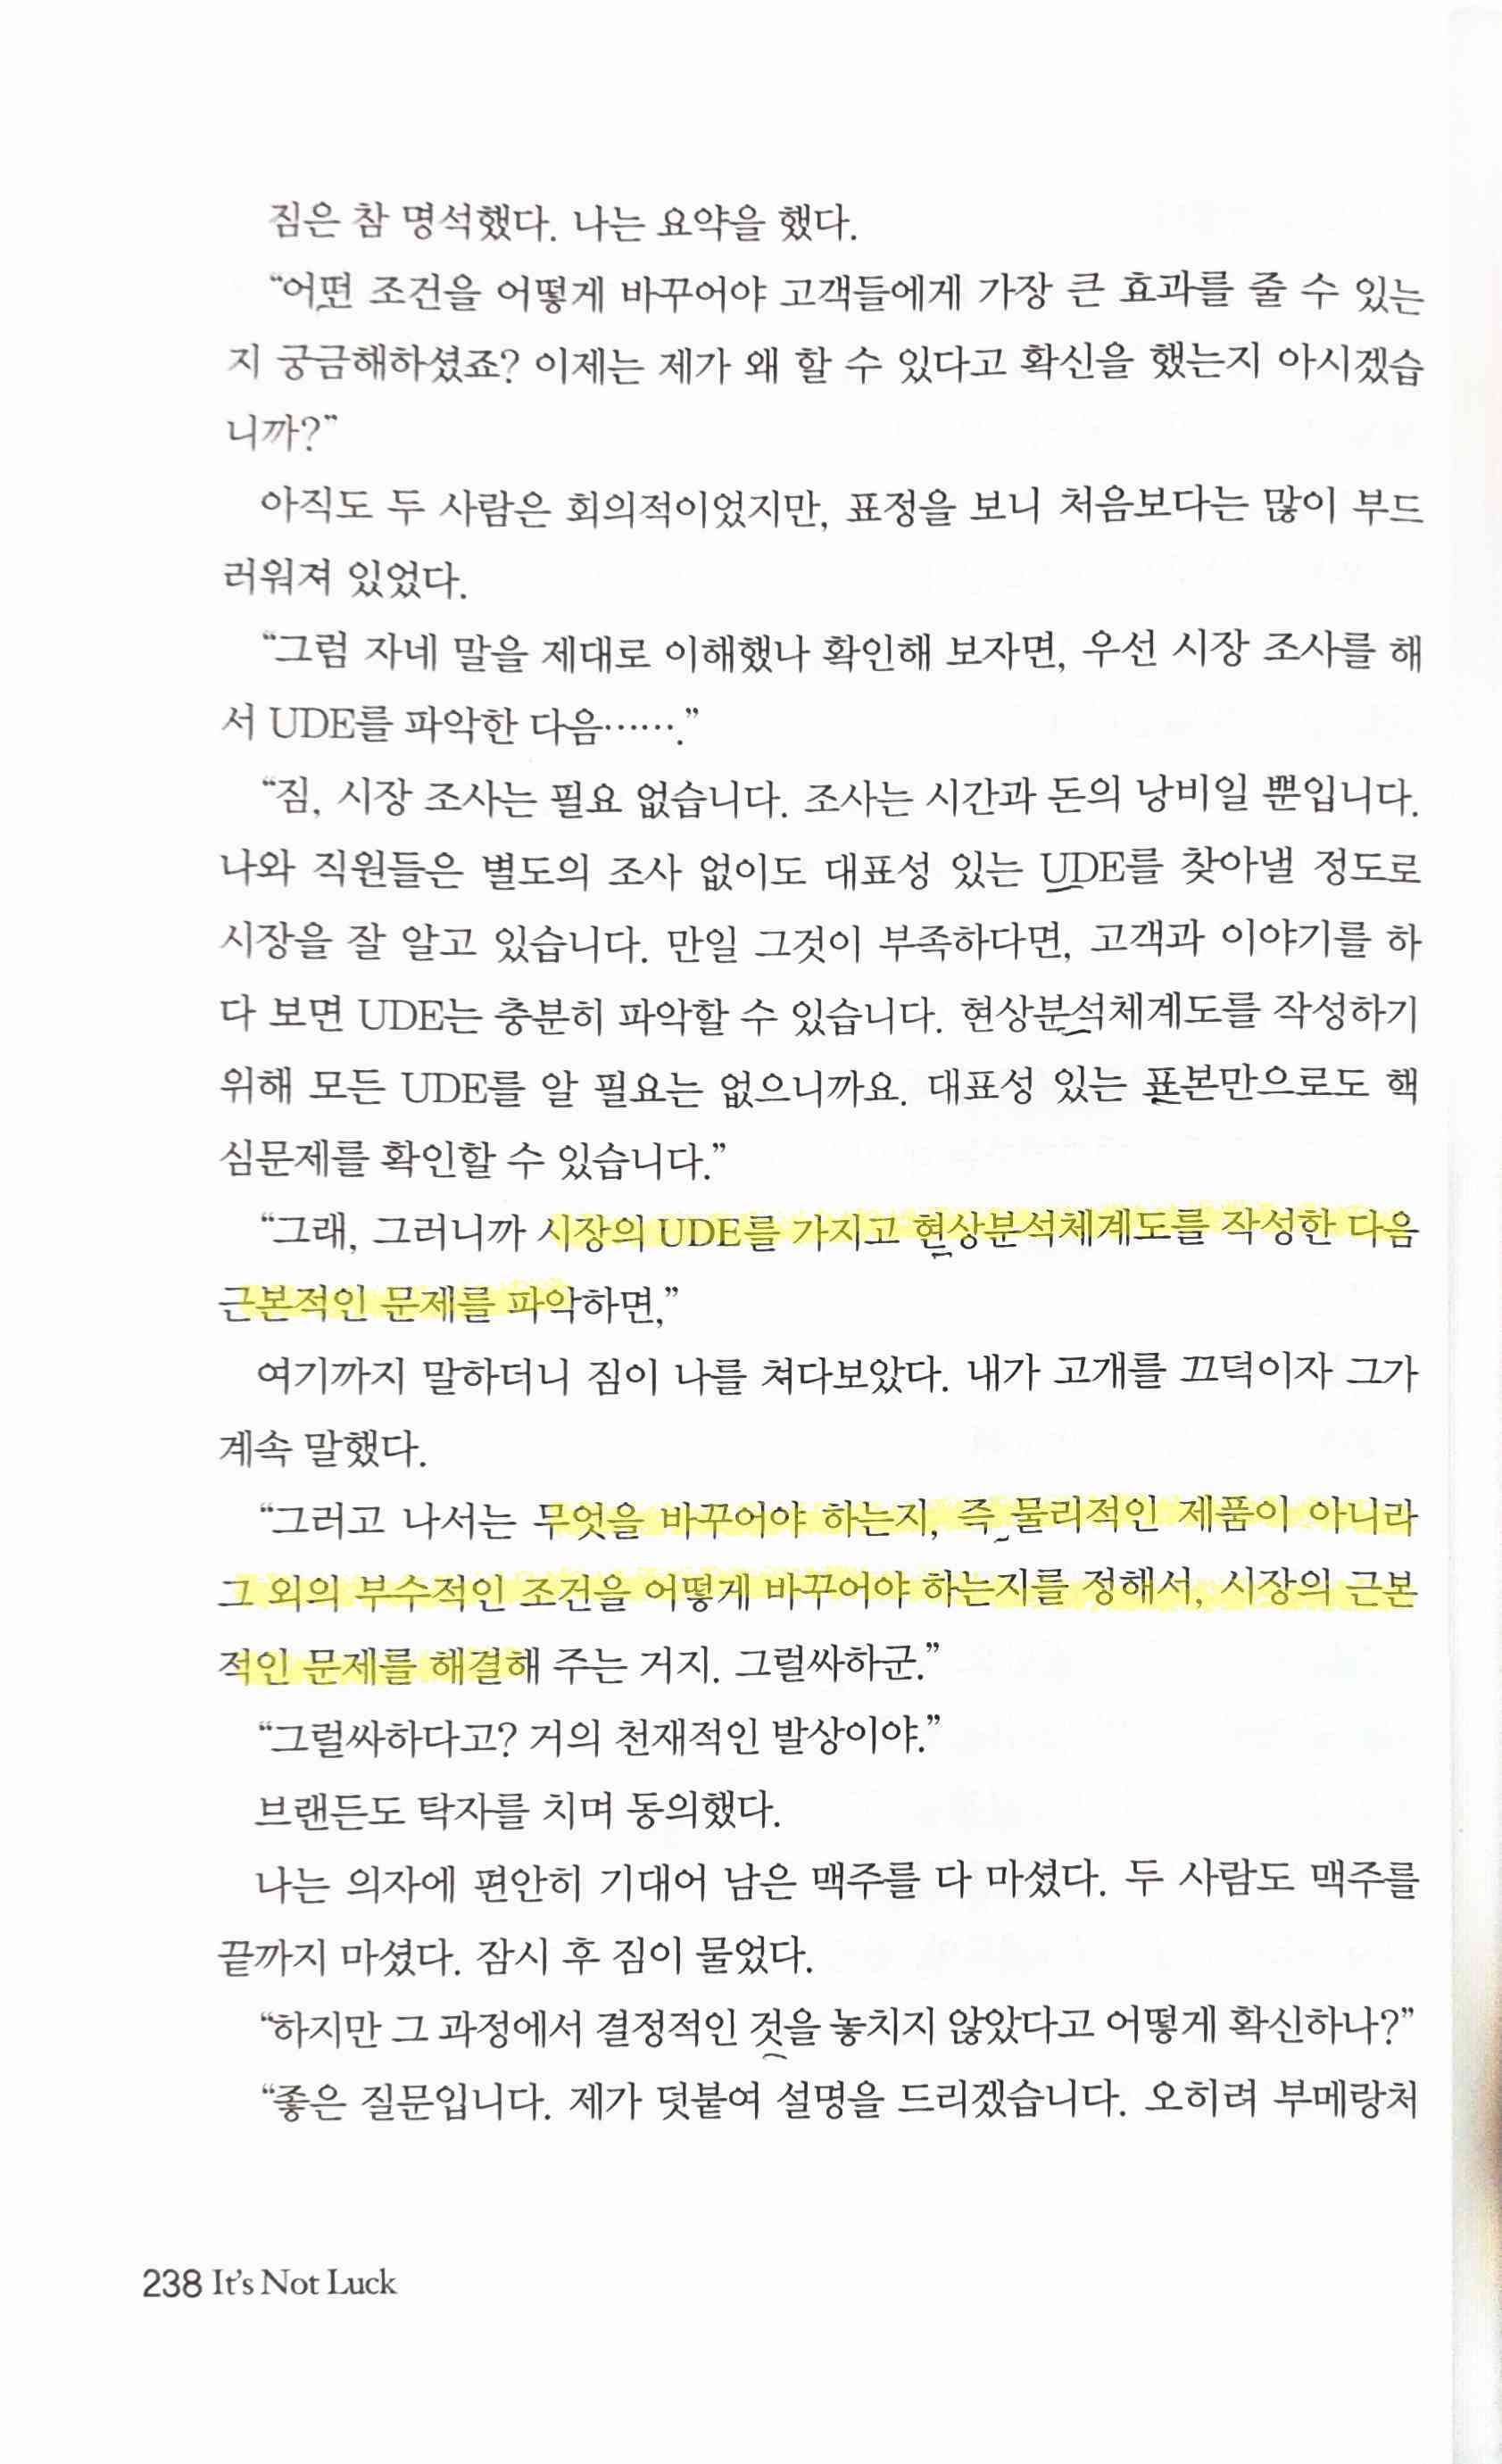 짐은 참 명석했다. 나는 요약을 했다.
“어떤 조건을 어떻게 바꾸어야 고객들에게 가장 큰 효과를 줄 수 있는
지 궁금해하셨죠? 이제는 제가 왜 할 수 있다고 확신을 했는지 아시겠습
니까?”
아직도 두 사람은 회의적이었지만, 표정을 보니 처음보다는 많이 부드
러워져 있었다.
“그럼 자네 말을 제대로 이해했나 확인해 보자면, 우선 시장 조사를 해
서 UDE를 파악한 다음…….”
“짐, 시장 조사는 필요 없습니다. 조사는 시간과 돈의 낭비일 뿐입니다.
나와 직원들은 별도의 조사 없이도 대표성 있는 UDE를 찾아낼 정도로
시장을 잘 알고 있습니다. 만일 그것이 부족하다면, 고객과 이야기를 하
다 보면 UDE는 충분히 파악할 수 있습니다. 현상분석체계도를 작성하기
위해 모든 UDE를 알 필요는 없으니까요. 대표성 있는 표본만으로도 핵
심문제를 확인할 수 있습니다.”
“그래, 그러니까 시장의 UDE를 가지고 현상분석체계도를 작성한 다음
근본적인 문제를 파악하면,”
여기까지 말하더니 짐이 나를 쳐다보았다. 내가 고개를 끄덕이자 그가
계속 말했다.
“그러고 나서는 무엇을 바꾸어야 하는지, 즉 물리적인 제품이 아니라
그 외의 부수적인 조건을 어떻게 바꾸어야 하는지를 정해서, 시장의 근본
적인 문제를 해결해 주는 거지. 그럴싸하군.”
“그럴싸하다고? 거의 천재적인 발상이야.”
브랜든도 탁자를 치며 동의했다.
나는 의자에 편안히 기대어 남은 맥주를 다 마셨다. 두 사람도 맥주를
끝까지 마셨다. 잠시 후 짐이 물었다.
“하지만 그 과정에서 결정적인 것을 놓치지 않았다고 어떻게 확신하나?”
“좋은 질문입니다. 제가 덧붙여 설명을 드리겠습니다. 오히려 부메랑처
238 It's Not Luck